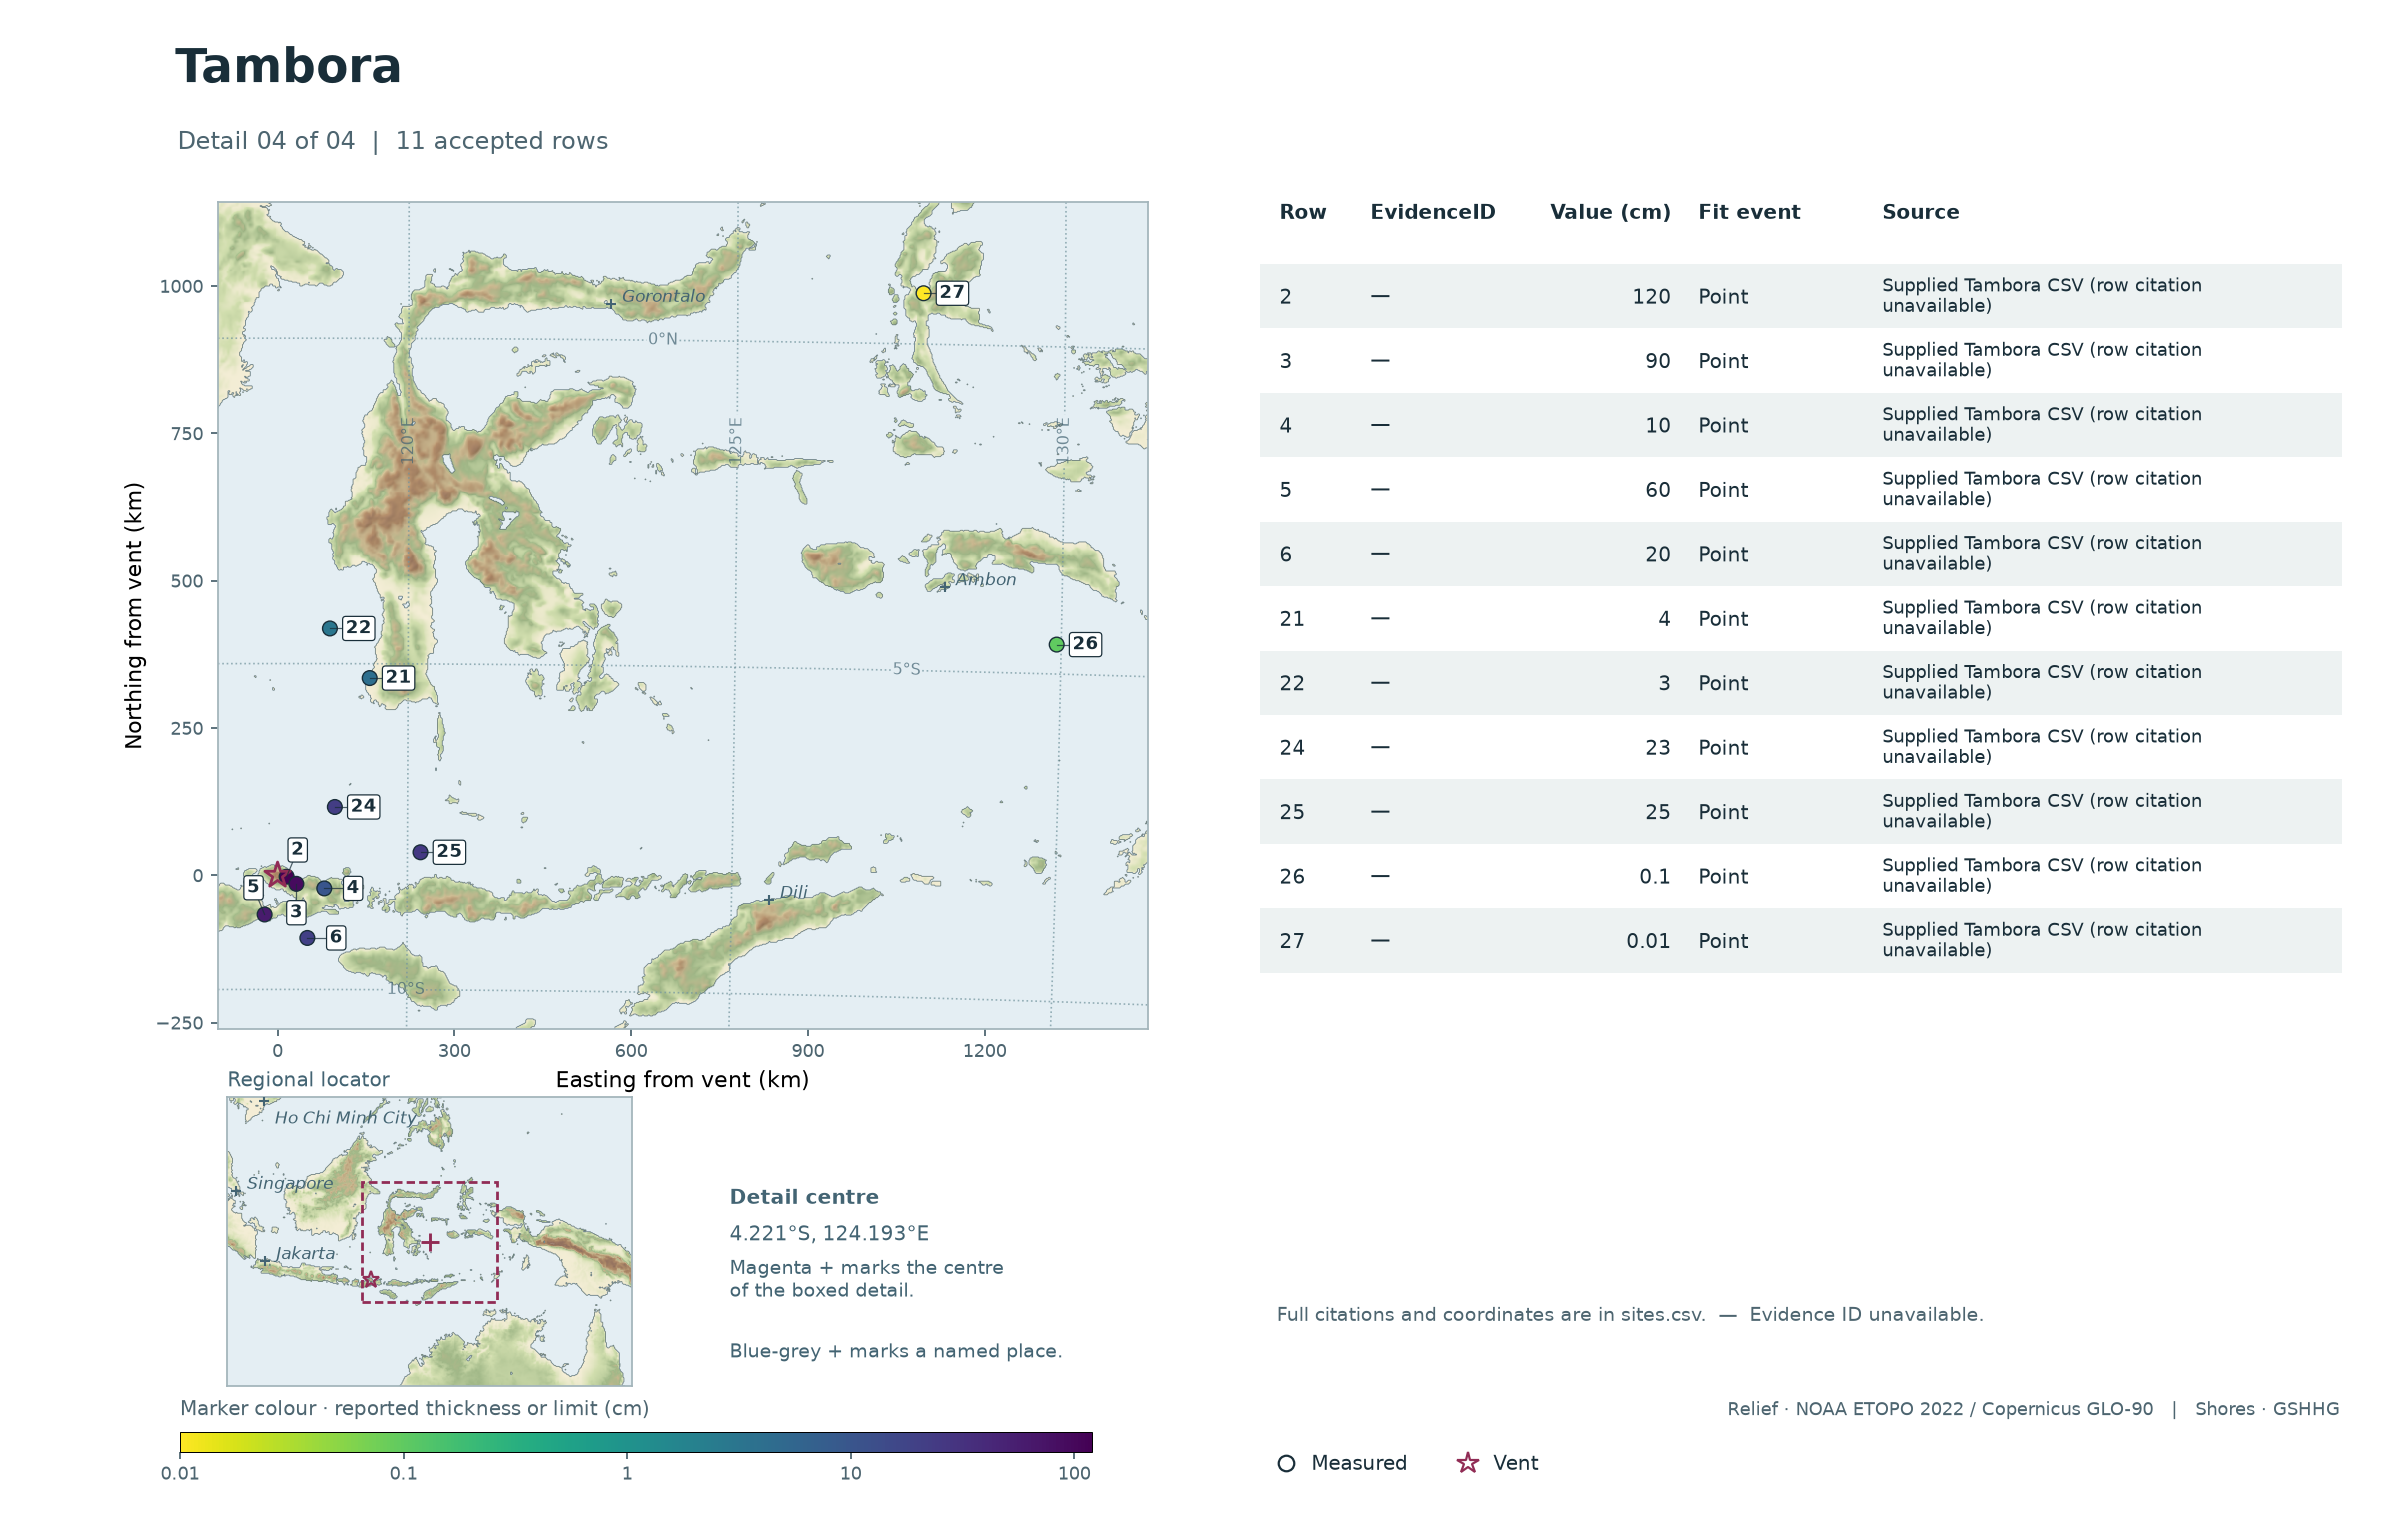 Tambora
Detail 04 of 04 | 11 accepted rows
Northing from vent (km)
1000
750
500
250
0
−250
0
300
600
900
1200
Easting from vent (km)
Gorontalo
Ambon
Dili
0°N
5°S
10°S
120°E
125°E
130°E
27
22
21
26
24
25
2
5
3
4
6
Row EvidenceID Value (cm) Fit event Source
2 — 120 Point Supplied Tambora CSV (row citation
unavailable)
3 — 90 Point Supplied Tambora CSV (row citation
unavailable)
4 — 10 Point Supplied Tambora CSV (row citation
unavailable)
5 — 60 Point Supplied Tambora CSV (row citation
unavailable)
6 — 20 Point Supplied Tambora CSV (row citation
unavailable)
21 — 4 Point Supplied Tambora CSV (row citation
unavailable)
22 — 3 Point Supplied Tambora CSV (row citation
unavailable)
24 — 23 Point Supplied Tambora CSV (row citation
unavailable)
25 — 25 Point Supplied Tambora CSV (row citation
unavailable)
26 — 0.1 Point Supplied Tambora CSV (row citation
unavailable)
27 — 0.01 Point Supplied Tambora CSV (row citation
unavailable)
Regional locator
Ho Chi Minh City
Singapore
Jakarta
Detail centre
4.221°S, 124.193°E
Magenta + marks the centre
of the boxed detail.
Blue-grey + marks a named place.
Full citations and coordinates are in sites.csv. — Evidence ID unavailable.
Marker colour · reported thickness or limit (cm)
0.01
0.1
1
10
100
Relief · NOAA ETOPO 2022 / Copernicus GLO-90 | Shores · GSHHG
Measured
Vent